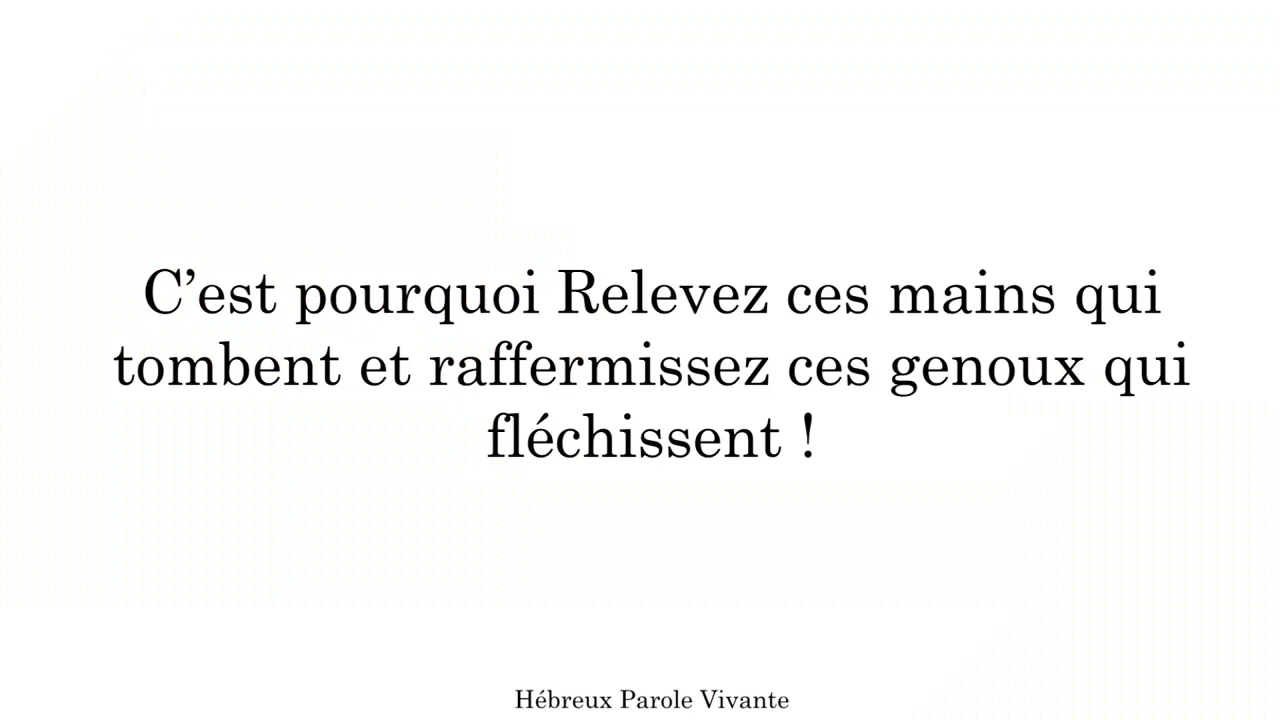 C’est pourquoi Relevez ces mains qui
tombent et raffermissez ces genoux qui
fléchissent !
Hébreux Parole Vivante